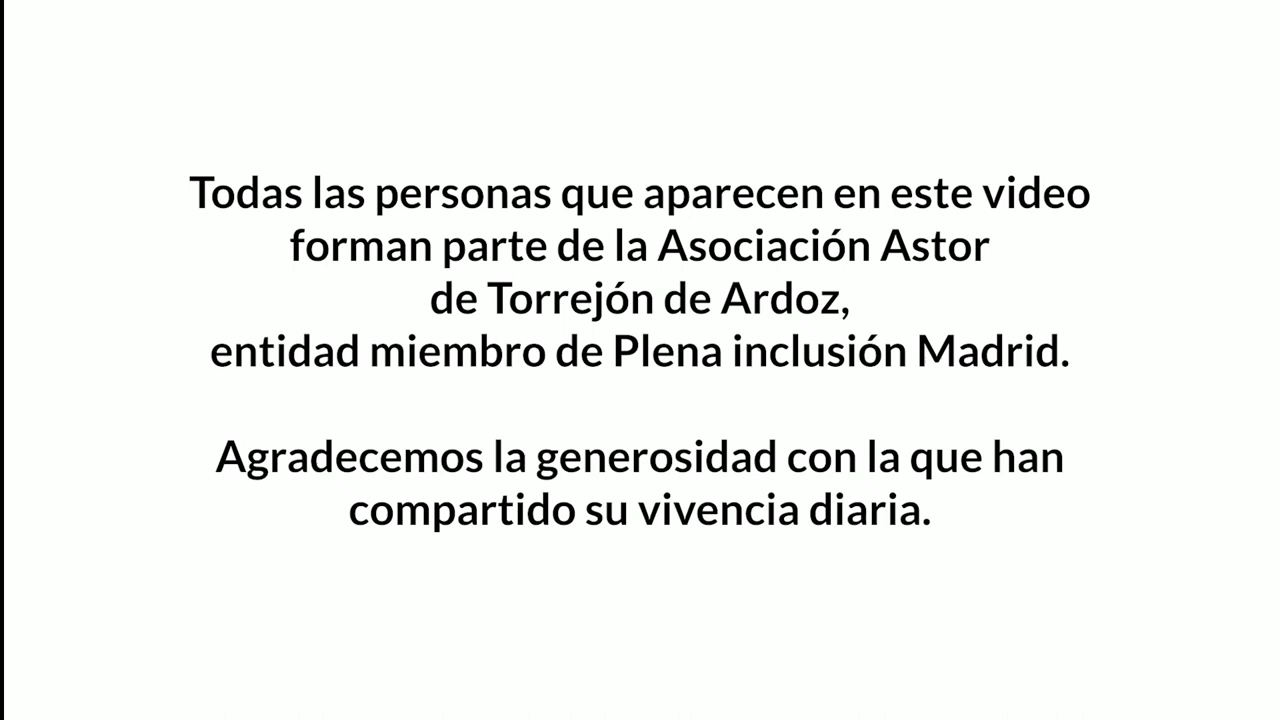 Todas las personas que aparecen en este video
forman parte de la Asociación Astor
de Torrejón de Ardoz,
entidad miembro de Plena inclusión Madrid.
Agradecemos la generosidad con la que han
compartido su vivencia diaria.